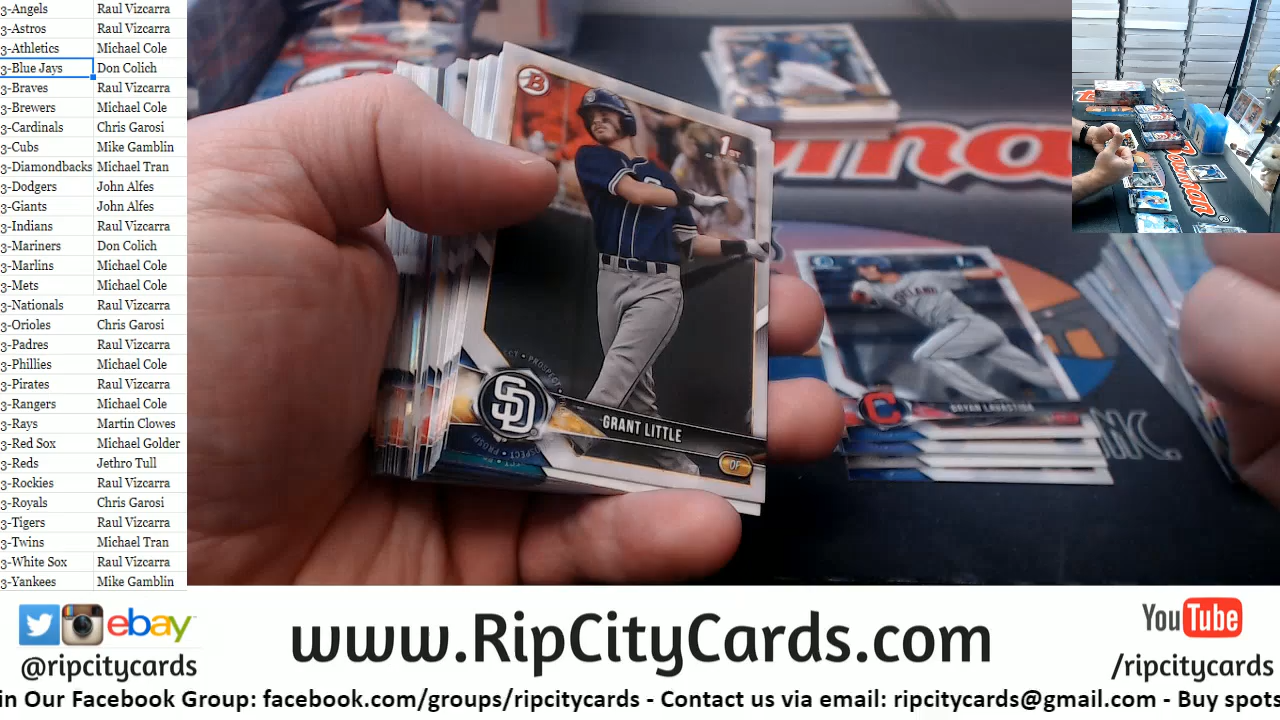 3-Angels Raul Vizcarra
3-Astros Raul Vizcarra
3-Athletics Michael Cole
3-Blue Jays Don Colich
3-Braves Raul Vizcarra
3-Brewers Michael Cole
3-Cardinals Chris Garosi
3-Cubs Mike Gamblin
3-Diamondbacks Michael Tran
3-Dodgers John Alfes
3-Giants John Alfes
3-Indians Raul Vizcarra
3-Mariners Don Colich
3-Marlins Michael Cole
3-Mets Michael Cole
3-Nationals Raul Vizcarra
3-Orioles Chris Garosi
3-Padres Raul Vizcarra
3-Phillies Michael Cole
3-Pirates Raul Vizcarra
3-Rangers Michael Cole
3-Rays Martin Clowes
3-Red Sox Michael Golder
3-Reds Jethro Tull
3-Rockies Raul Vizcarra
3-Royals Chris Garosi
3-Tigers Raul Vizcarra
3-Twins Michael Tran
3-White Sox Raul Vizcarra
3-Yankees Mike Gamblin
B
1st
SD
GRANT LITTLE
OF
C
BRYAN LAVASTIDA
ebay
@ripcitycards
www.RipCityCards.com
YouTube
/ripcitycards
in Our Facebook Group: facebook.com/groups/ripcitycards - Contact us via email: ripcitycards@gmail.com - Buy spots